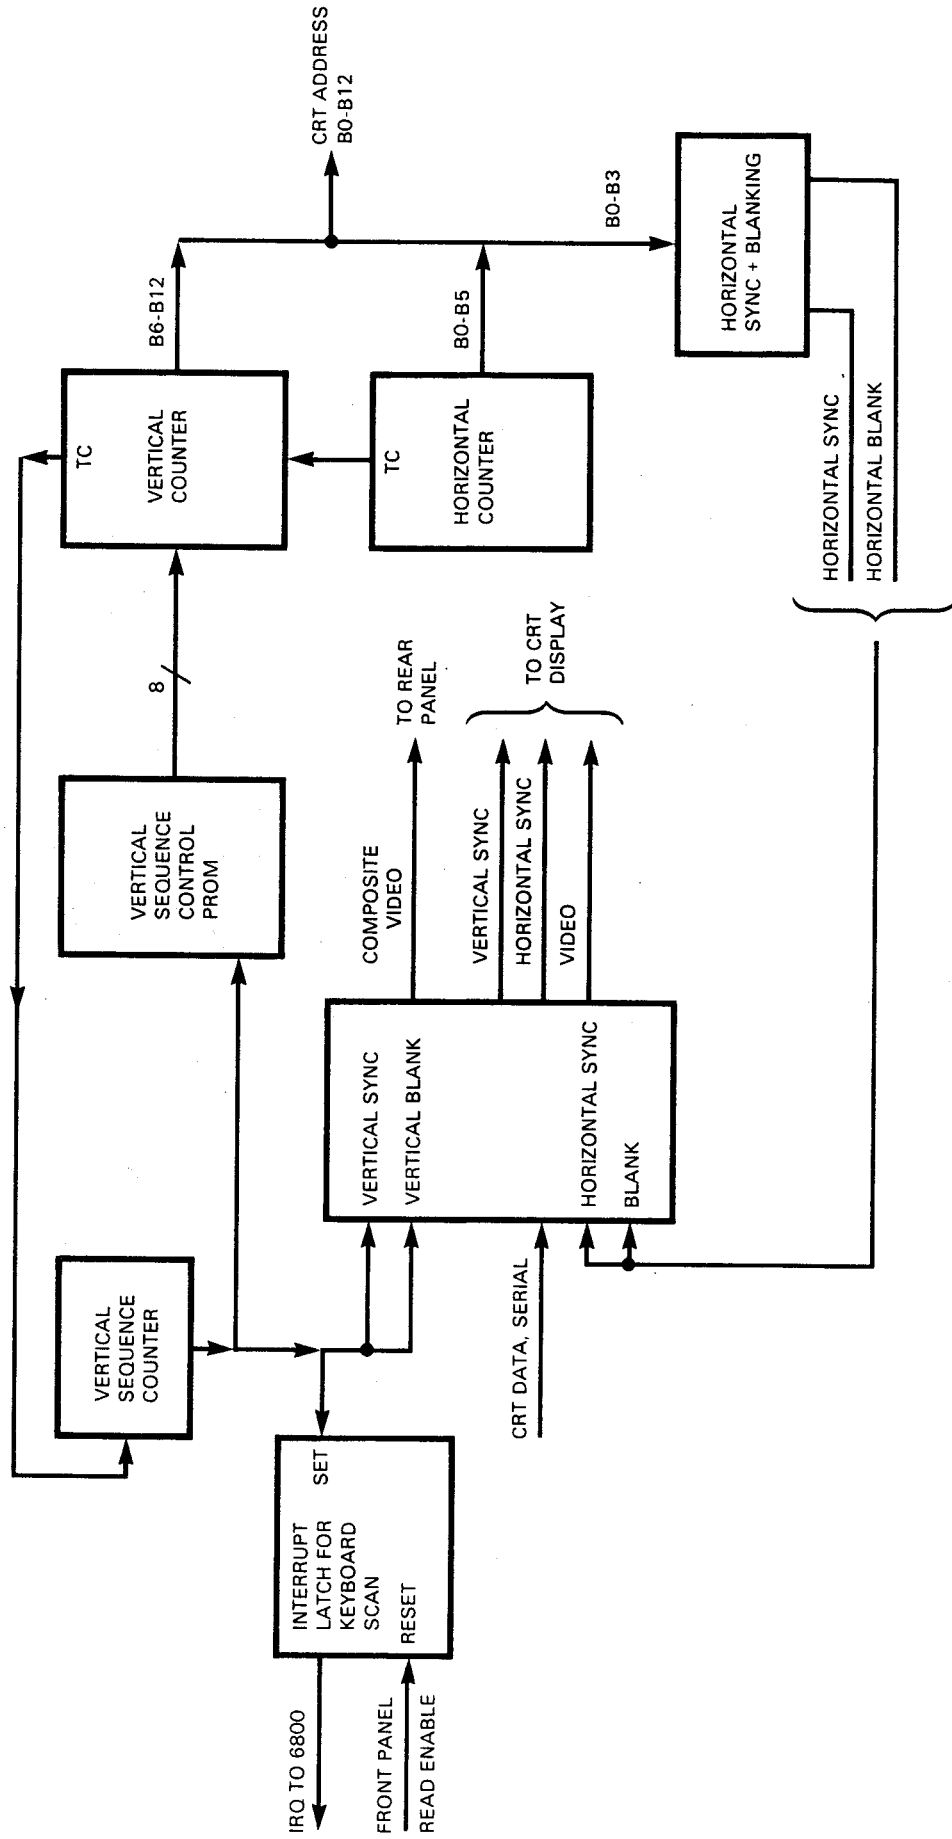 IRQ TO 6800
FRONT PANEL
READ ENABLE
INTERRUPT
LATCH FOR
KEYBOARD
SCAN
SET
RESET
VERTICAL
SEQUENCE
COUNTER
CRT DATA, SERIAL
VERTICAL SYNC
VERTICAL BLANK
HORIZONTAL SYNC
BLANK
VERTICAL
SEQUENCE
CONTROL
PROM
COMPOSITE
VIDEO
TO REAR
PANEL
VERTICAL SYNC
HORIZONTAL SYNC
VIDEO
TO CRT
DISPLAY
8
TC
VERTICAL
COUNTER
TC
HORIZONTAL
COUNTER
B6-B12
B0-B5
CRT ADDRESS
B0-B12
B0-B3
HORIZONTAL
SYNC + BLANKING
HORIZONTAL SYNC
HORIZONTAL BLANK